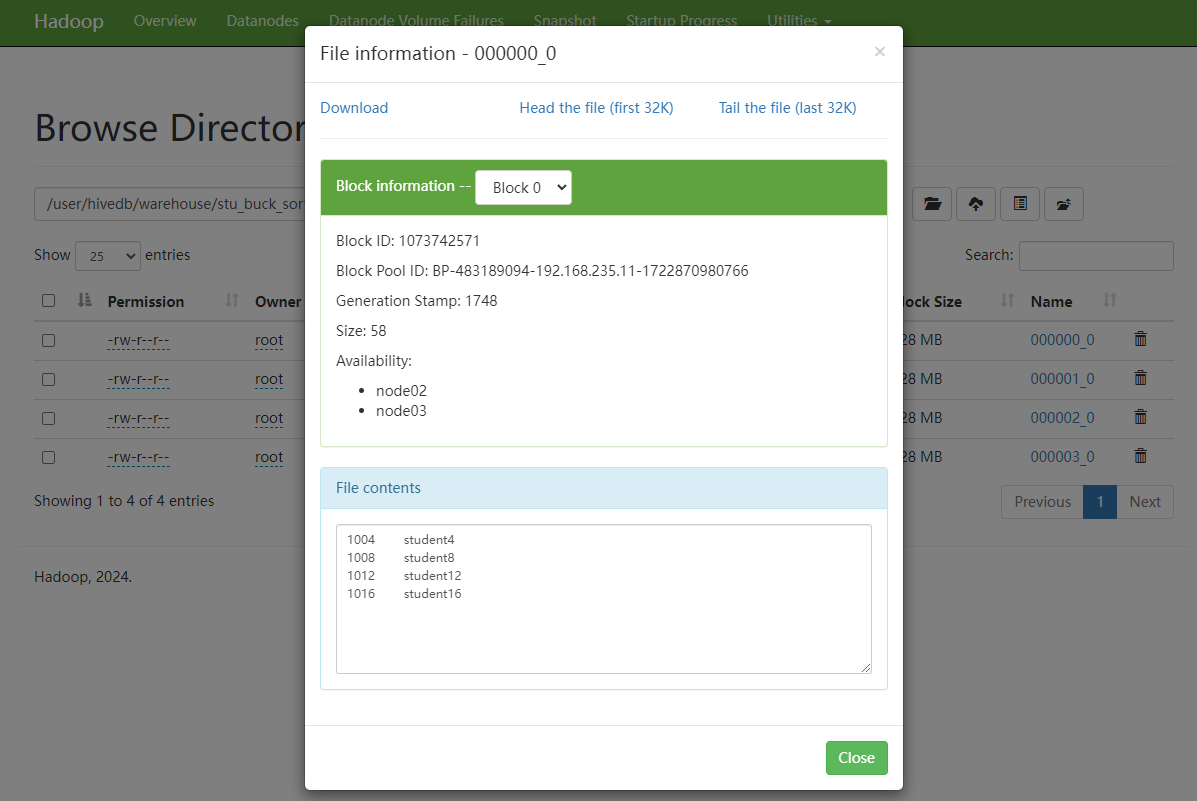 Hadoop Overview Datanodes Datanode Volume Failures Snapshot Startup Progress Utilities
File information - 000000_0 ×
Download Head the file (first 32K) Tail the file (last 32K)
Browse Director
Block information -- Block 0
/user/hivedb/warehouse/stu_buck_sor
Block ID: 1073742571
Show 25 entries Search:
Block Pool ID: BP-483189094-192.168.235.11-1722870980766
Permission Owner lock Size Name
Generation Stamp: 1748
Size: 58
-rw-r--r-- root 28 MB 000000_0
Availability:
-rw-r--r-- root 28 MB 000001_0
node02
node03
-rw-r--r-- root 28 MB 000002_0
-rw-r--r-- root 28 MB 000003_0
File contents
Showing 1 to 4 of 4 entries Previous 1 Next
1004 student4
1008 student8
1012 student12
1016 student16
Hadoop, 2024.
Close